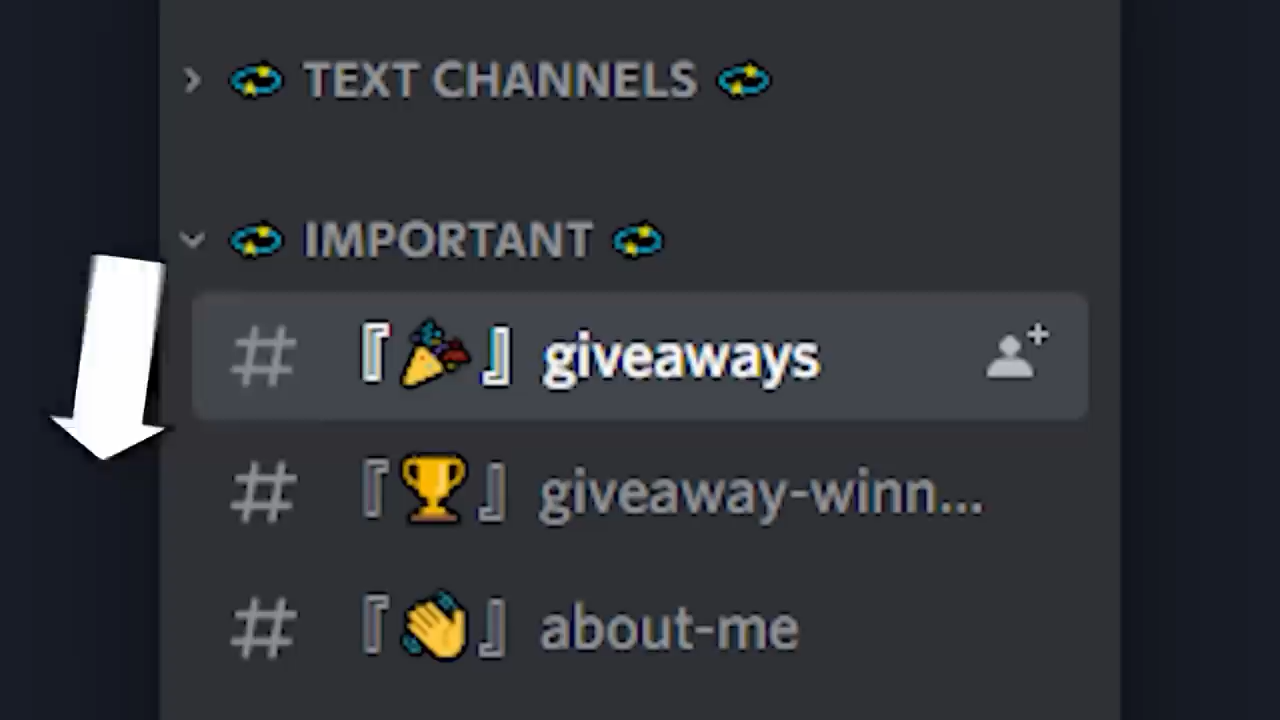 TEXT CHANNELS
IMPORTANT
# 『🎉』giveaways
# 『🏆』giveaway-winn...
# 『👋』about-me